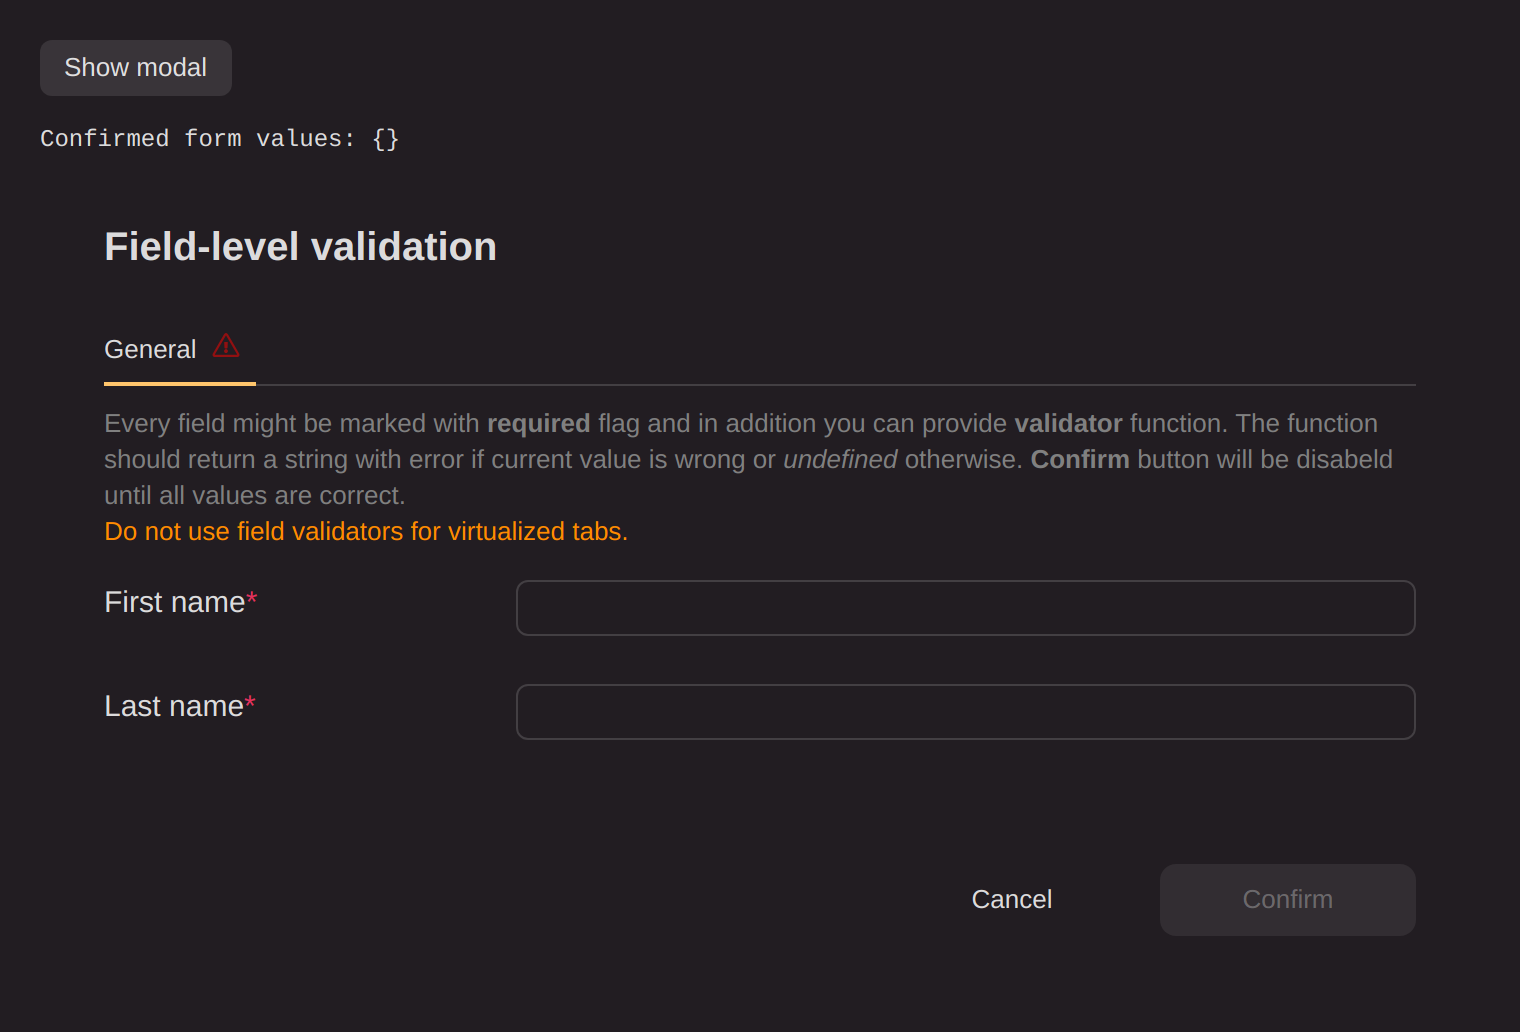 Show modal
Confirmed form values: {}
Field-level validation
General
Every field might be marked with required flag and in addition you can provide validator function. The function
should return a string with error if current value is wrong or undefined otherwise. Confirm button will be disabeld
until all values are correct.
Do not use field validators for virtualized tabs.
First name*
Last name*
Cancel
Confirm